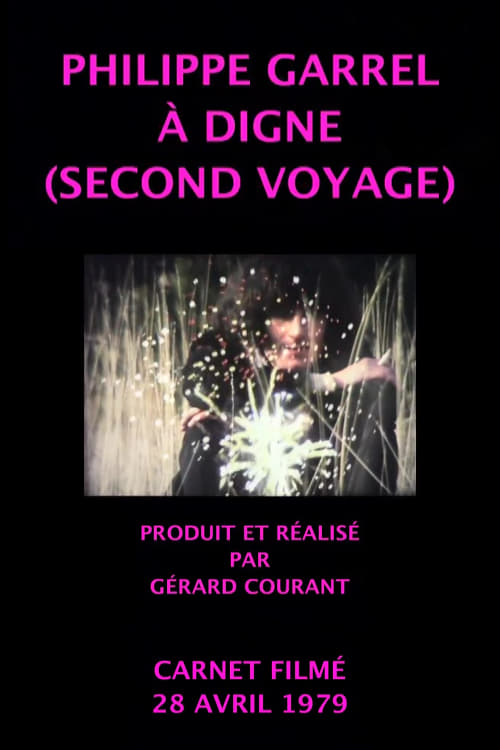 PHILIPPE GARREL
À DIGNE
(SECOND VOYAGE)
PRODUIT ET RÉALISÉ
PAR
GÉRARD COURANT
CARNET FILMÉ
28 AVRIL 1979